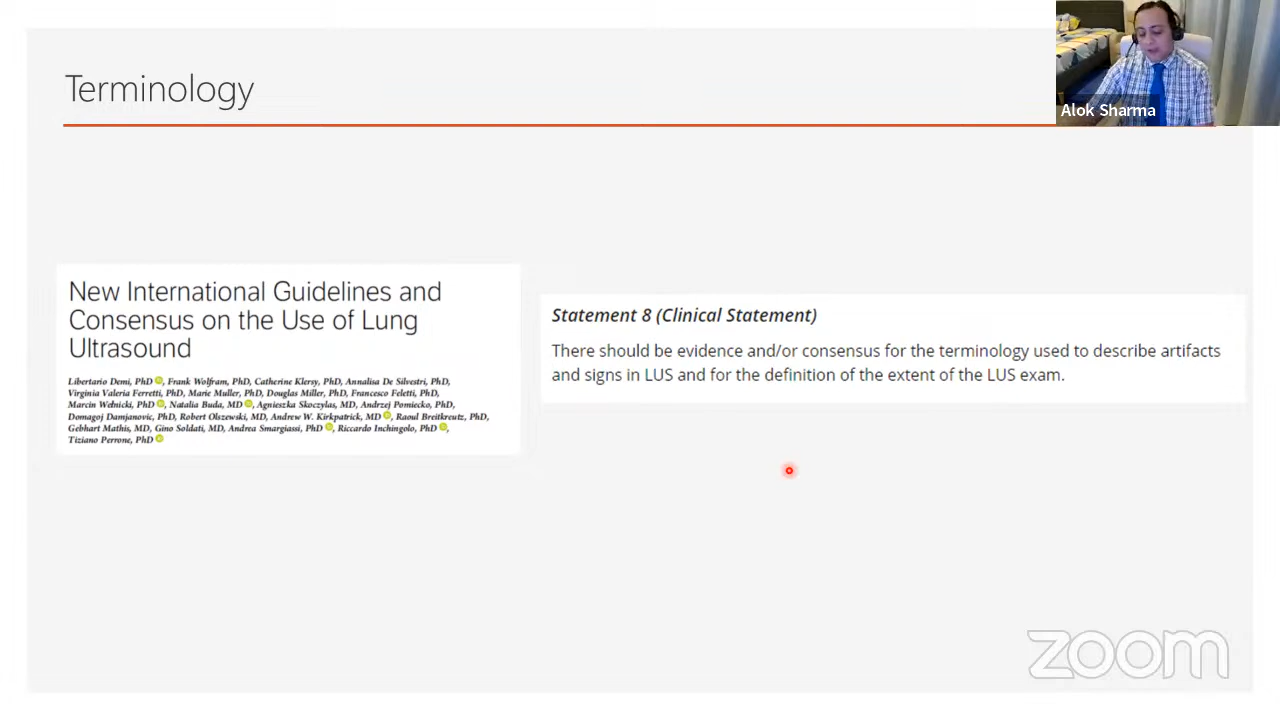 Terminology
Alok Sharma
New International Guidelines and
Consensus on the Use of Lung
Ultrasound
Libertario Demi, PhD, Frank Wolfram, PhD, Catherine Klersy, PhD, Annalisa De Silvestri, PhD,
Virginia Valeria Ferretti, PhD, Marie Muller, PhD, Douglas Miller, PhD, Francesco Feletti, PhD,
Marcin Wełnicki, PhD, Natalia Buda, MD, Agnieszka Skoczylas, MD, Andrzej Pomiecko, PhD,
Domagoj Damjanovic, PhD, Robert Olszewski, MD, Andrew W. Kirkpatrick, MD, Raoul Breitkreutz, PhD,
Gebhart Mathis, MD, Gino Soldati, MD, Andrea Smargiassi, PhD, Riccardo Inchingolo, PhD,
Tiziano Perrone, PhD
Statement 8 (Clinical Statement)
There should be evidence and/or consensus for the terminology used to describe artifacts
and signs in LUS and for the definition of the extent of the LUS exam.
zoom